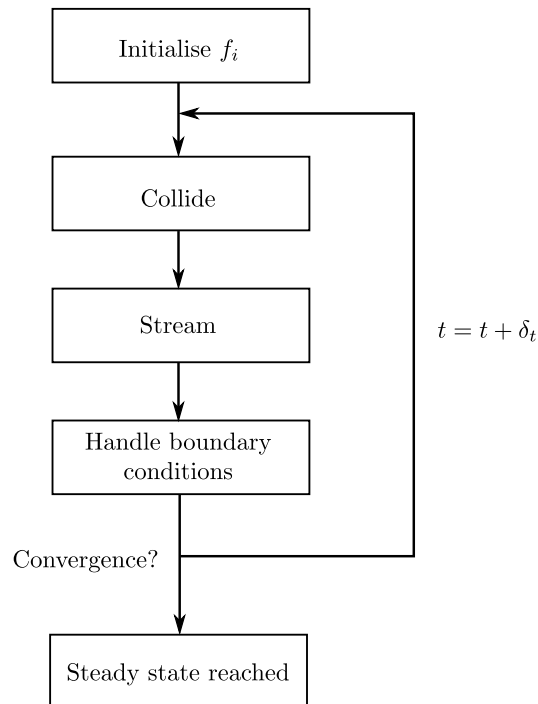 Initialise $f_i$
Collide
Stream
$t = t + \delta_t$
Handle boundary
conditions
Convergence?
Steady state reached